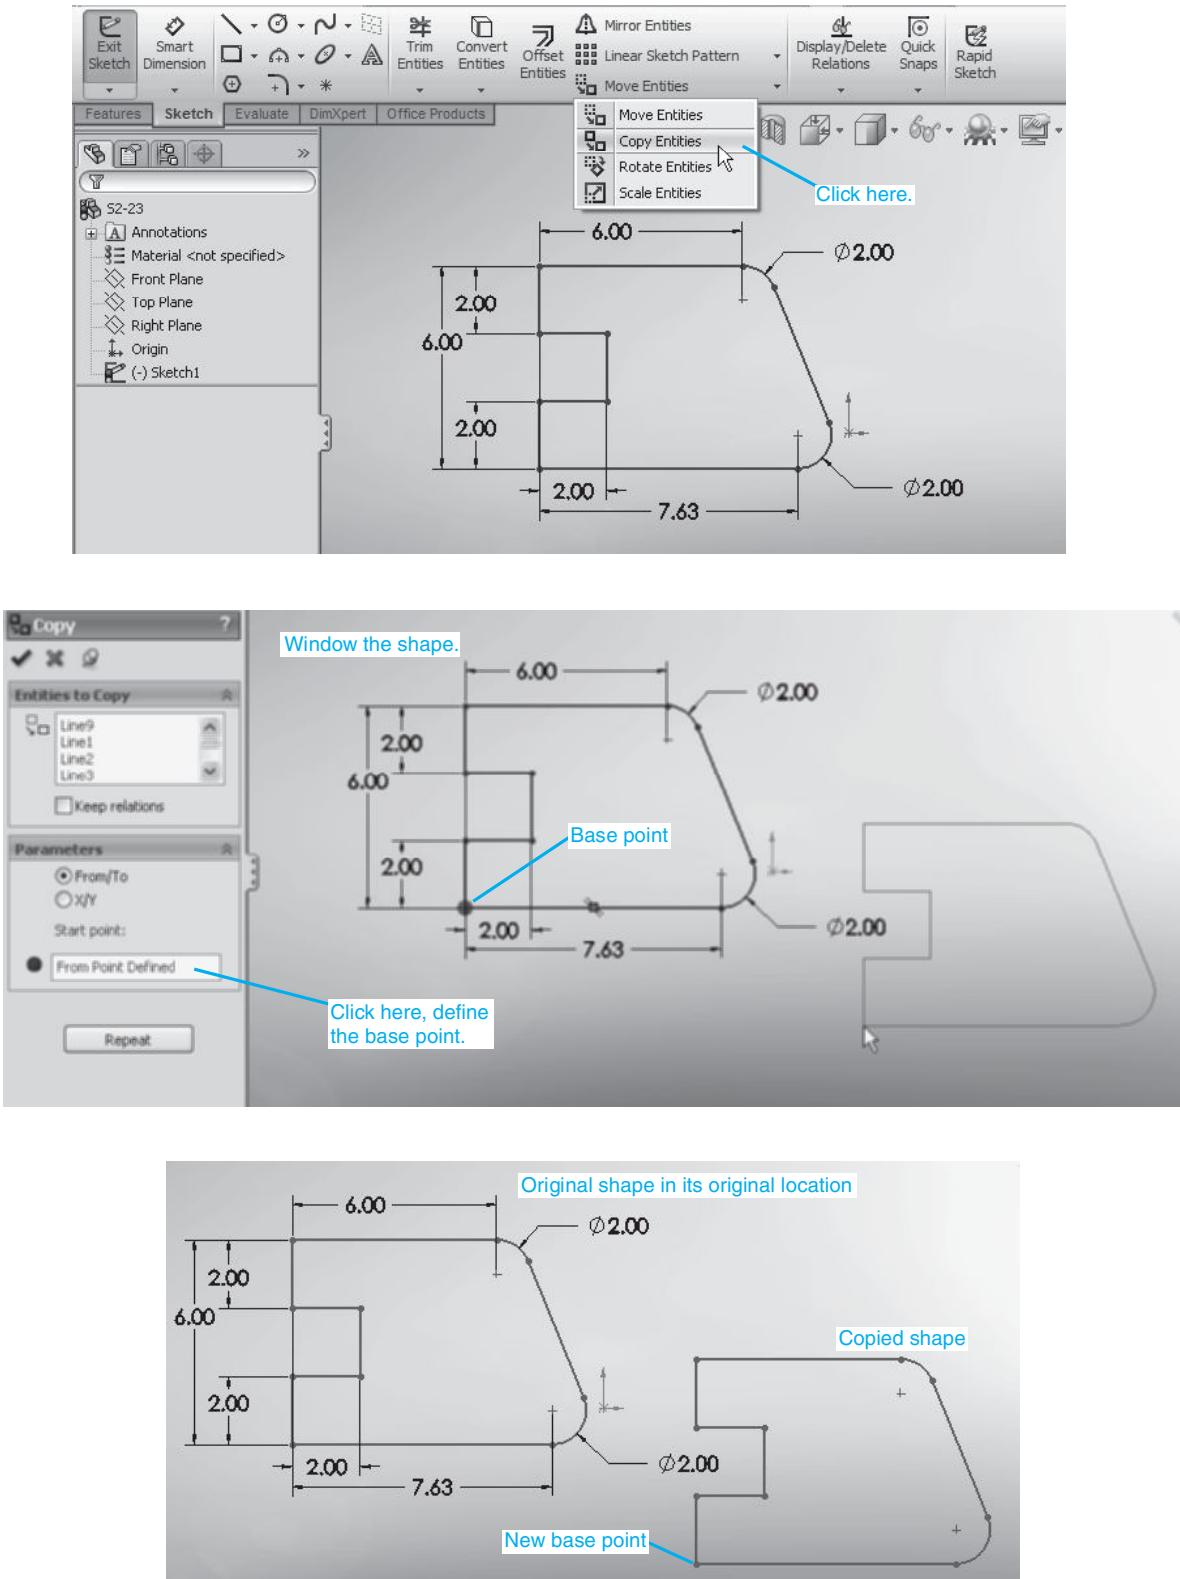 Exit
Sketch
Smart
Dimension
Trim
Entities
Convert
Entities
Offset
Entities
Mirror Entities
Linear Sketch Pattern
Move Entities
Display/Delete
Relations
Quick
Snaps
Rapid
Sketch
Features
Sketch
Evaluate
DimXpert
Office Products
Move Entities
Copy Entities
Rotate Entities
Scale Entities
Click here.
S2-23
A Annotations
Material <not specified>
Front Plane
Top Plane
Right Plane
Origin
(-) Sketch1
6.00
∅2.00
2.00
6.00
2.00
2.00
7.63
∅2.00
Copy ?
Entities to Copy
Line9
Line1
Line2
Line3
Keep relations
Parameters
From/To
X/Y
Start point:
From Point Defined
Repeat
Window the shape.
6.00
∅2.00
2.00
6.00
Base point
2.00
2.00
7.63
∅2.00
Click here, define
the base point.
Original shape in its original location
6.00
∅2.00
2.00
6.00
2.00
2.00
7.63
∅2.00
Copied shape
New base point